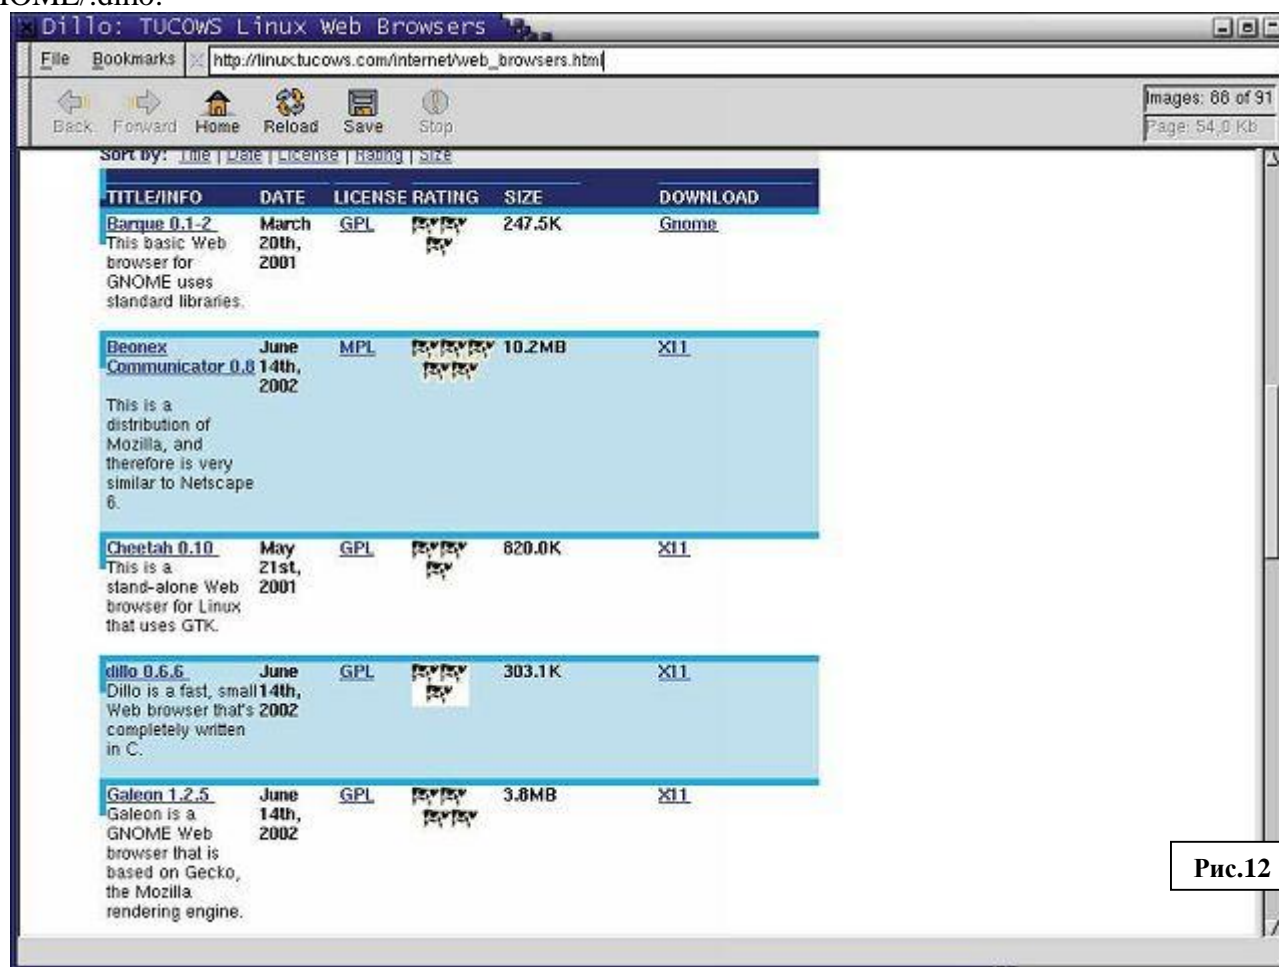 HOME/.dillo.
Dillo: TUCOWS Linux Web Browsers
File Bookmarks http://linux.tucows.com/internet/web_browsers.html
Back Forward Home Reload Save Stop
Images: 88 of 91
Page: 54,0 Kb
Sort by: Title | Date | License | Rating | Size
TITLE/INFO DATE LICENSE RATING SIZE DOWNLOAD
Barque 0.1-2 March GPL 247.5K Gnome
This basic Web 20th,
browser for 2001
GNOME uses
standard libraries.
Beonex June MPL 10.2MB X11
Communicator 0.8 14th,
2002
This is a
distribution of
Mozilla, and
therefore is very
similar to Netscape
6.
Cheetah 0.10 May GPL 820.0K X11
This is a 21st,
stand-alone Web 2001
browser for Linux
that uses GTK.
dillo 0.6.6 June GPL 303.1K X11
Dillo is a fast, small 14th,
Web browser that's 2002
completely written
in C.
Galeon 1.2.5 June GPL 3.8MB X11
Galeon is a 14th,
GNOME Web 2002
browser that is
based on Gecko,
the Mozilla
rendering engine.
Рис.12